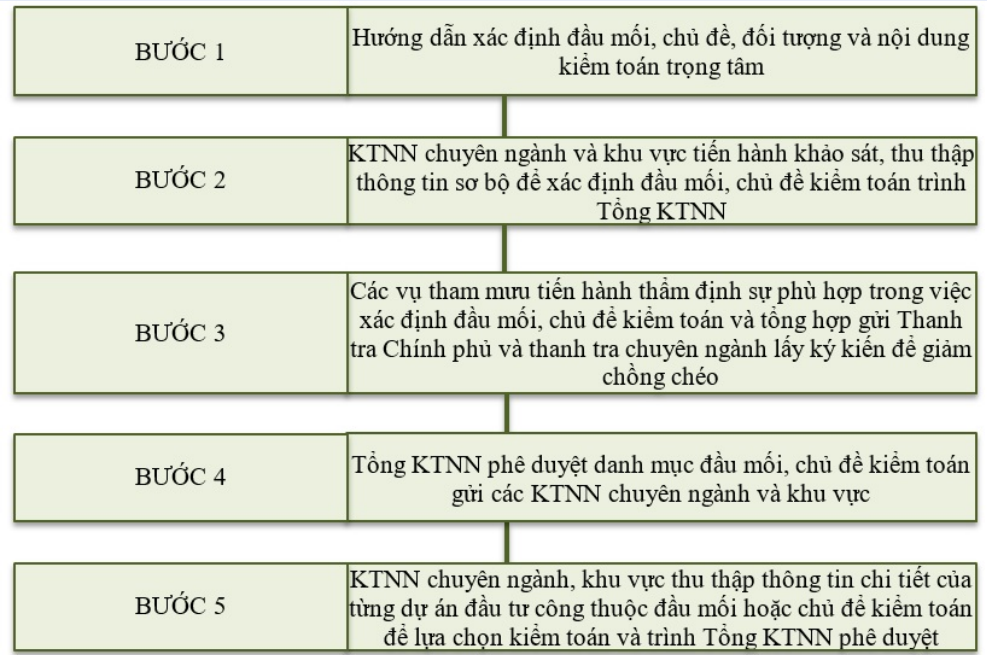 BƯỚC 1
Hướng dẫn xác định đầu mối, chủ đề, đối tượng và nội dung
kiểm toán trọng tâm
BƯỚC 2
KTNN chuyên ngành và khu vực tiến hành khảo sát, thu thập
thông tin sơ bộ để xác định đầu mối, chủ đề kiểm toán trình
Tổng KTNN
BƯỚC 3
Các vụ tham mưu tiến hành thẩm định sự phù hợp trong việc
xác định đầu mối, chủ để kiểm toán và tổng hợp gửi Thanh
tra Chính phủ và thanh tra chuyên ngành lấy ký kiến để giảm
chồng chéo
BƯỚC 4
Tổng KTNN phê duyệt danh mục đầu mối, chủ đề kiểm toán
gửi các KTNN chuyên ngành và khu vực
BƯỚC 5
KTNN chuyên ngành, khu vực thu thập thông tin chi tiết của
từng dự án đầu tư công thuộc đầu mối hoặc chủ đề kiểm toán
để lựa chọn kiểm toán và trình Tổng KTNN phê duyệt